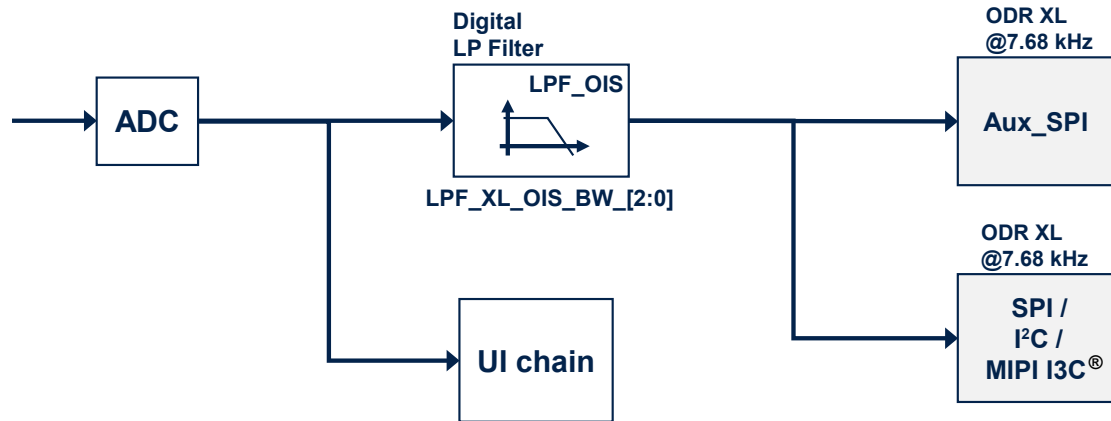 Digital
LP Filter
LPF_OIS
LPF_XL_OIS_BW_[2:0]
ADC
UI chain
ODR XL
@7.68 kHz
Aux_SPI
ODR XL
@7.68 kHz
SPI /
I²C /
MIPI I3C®